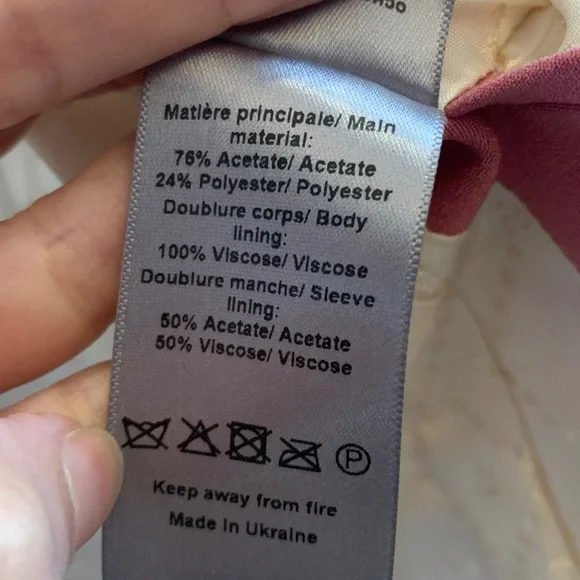 Matière principale/ Main
material:
76% Acetate/ Acetate
24% Polyester/ Polyester
Doublure corps/ Body
lining:
100% Viscose/ Viscose
Doublure manche/ Sleeve
lining:
50% Acetate/ Acetate
50% Viscose/ Viscose
P
Keep away from fire
Made in Ukraine